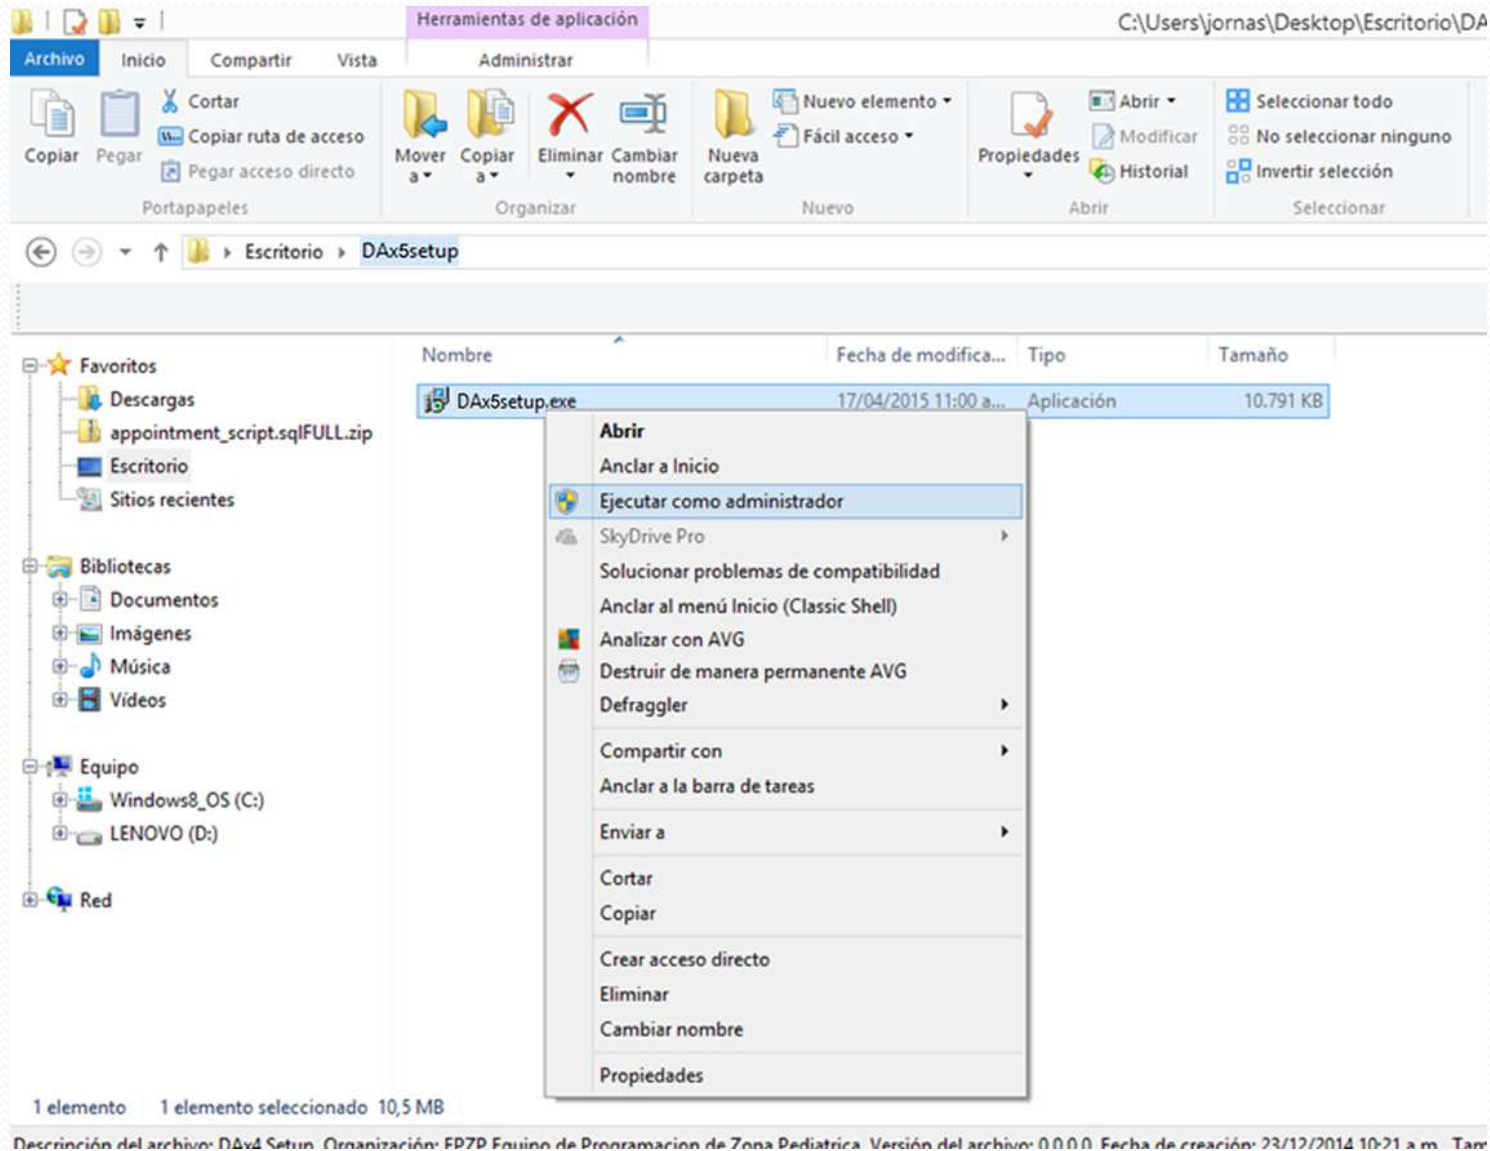 Herramientas de aplicación
C:\Users\jornas\Desktop\Escritorio\DA
Archivo Inicio Compartir Vista Administrar
Copiar
Pegar
Cortar
Copiar ruta de acceso
Pegar acceso directo
Portapapeles
Mover a
Copiar a
Eliminar
Cambiar nombre
Organizar
Nueva carpeta
Nuevo elemento
Fácil acceso
Nuevo
Propiedades
Abrir
Modificar
Historial
Abrir
Seleccionar todo
No seleccionar ninguno
Invertir selección
Seleccionar
Escritorio DAx5setup
Favoritos
Descargas
appointment_script.sqlFULL.zip
Escritorio
Sitios recientes
Bibliotecas
Documentos
Imágenes
Música
Vídeos
Equipo
Windows8_OS (C:)
LENOVO (D:)
Red
Nombre Fecha de modifica... Tipo Tamaño
DAx5setup.exe 17/04/2015 11:00 a... Aplicación 10.791 KB
Abrir
Anclar a Inicio
Ejecutar como administrador
SkyDrive Pro
Solucionar problemas de compatibilidad
Anclar al menú Inicio (Classic Shell)
Analizar con AVG
Destruir de manera permanente AVG
Defraggler
Compartir con
Anclar a la barra de tareas
Enviar a
Cortar
Copiar
Crear acceso directo
Eliminar
Cambiar nombre
Propiedades
1 elemento 1 elemento seleccionado 10,5 MB
Descripción del archivo: DAx4 Setup Organización: EPZP Equipo de Programacion de Zona Pediatrica Versión del archivo: 0.0.0.0 Fecha de creación: 23/12/2014 10:21 a.m. Tam